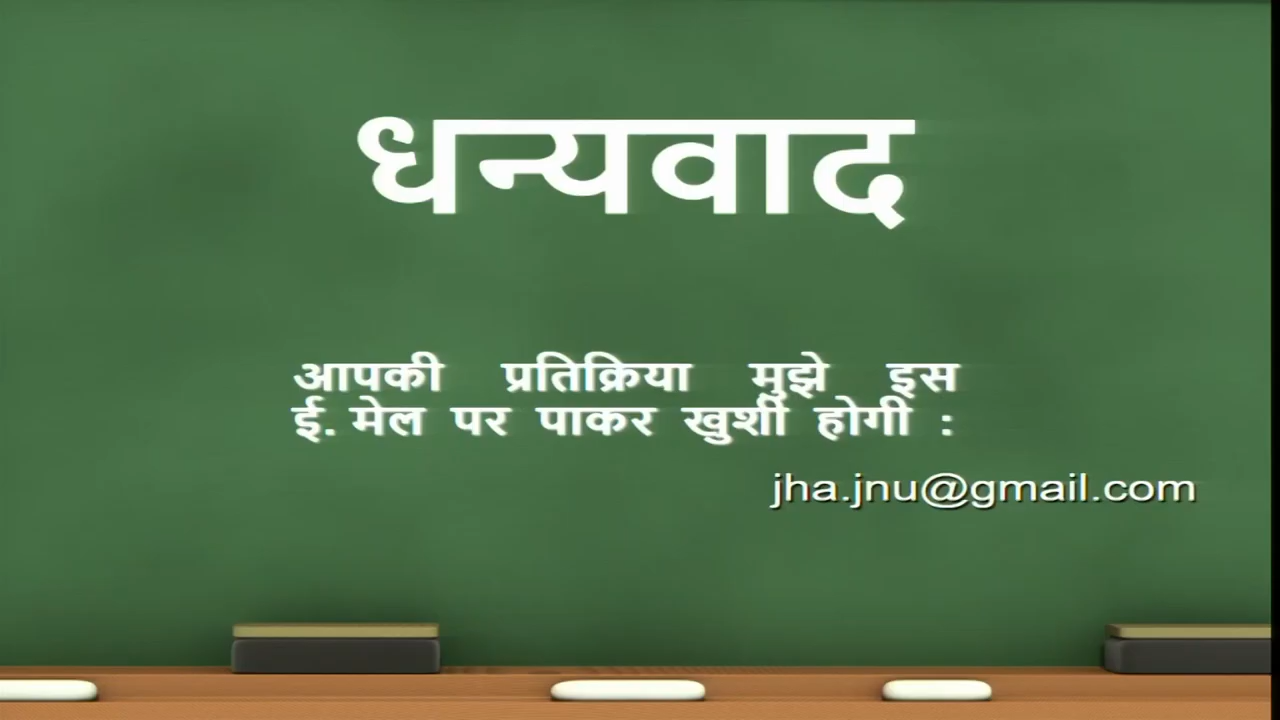 धन्यवाद
आपकी प्रतिक्रिया मुझे इस
ई. मेल पर पाकर खुशी होगी :
jha.jnu@gmail.com